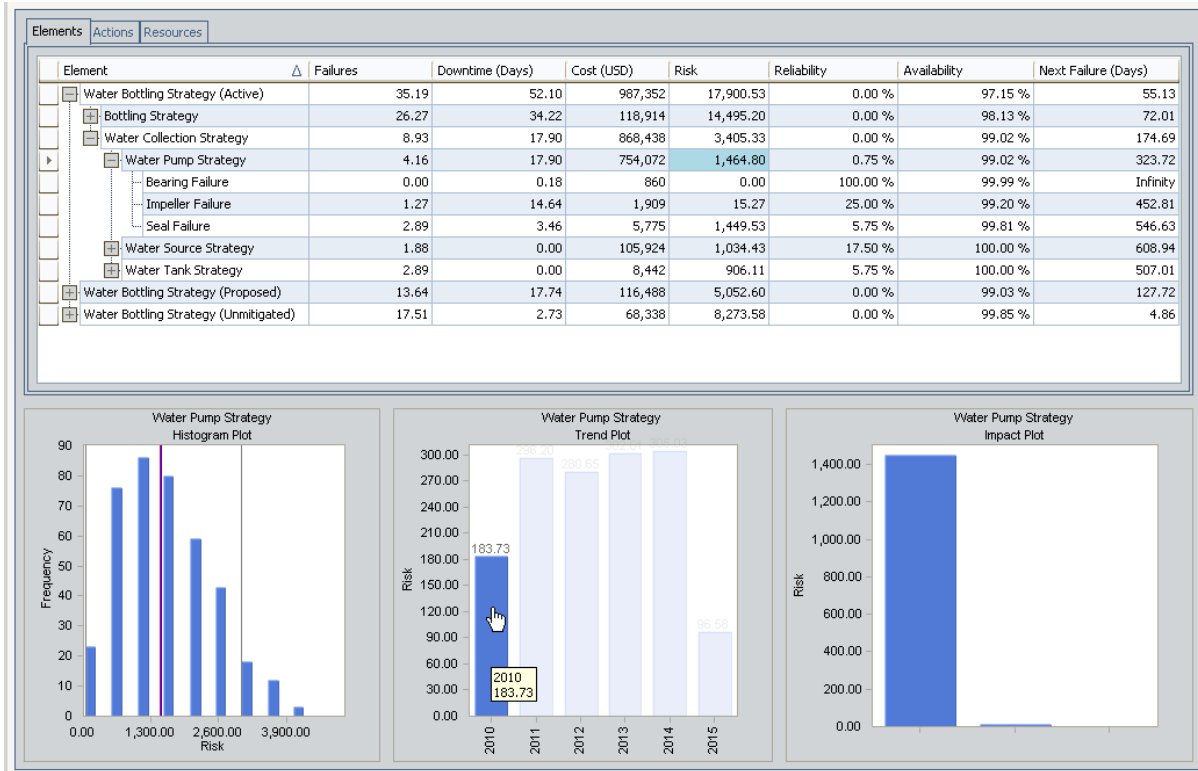 Elements Actions Resources
Element Failures Downtime (Days) Cost (USD) Risk Reliability Availability Next Failure (Days)
Water Bottling Strategy (Active) 35.19 52.10 987,352 17,900.53 0.00 % 97.15 % 55.13
Bottling Strategy 26.27 34.22 118,914 14,495.20 0.00 % 98.13 % 72.01
Water Collection Strategy 8.93 17.90 868,438 3,405.33 0.00 % 99.02 % 174.69
Water Pump Strategy 4.16 17.90 754,072 1,464.80 0.75 % 99.02 % 323.72
Bearing Failure 0.00 0.18 860 0.00 100.00 % 99.99 % Infinity
Impeller Failure 1.27 14.64 1,909 15.27 25.00 % 99.20 % 452.81
Seal Failure 2.89 3.46 5,775 1,449.53 5.75 % 99.81 % 546.63
Water Source Strategy 1.88 0.00 105,924 1,034.43 17.50 % 100.00 % 608.94
Water Tank Strategy 2.89 0.00 8,442 906.11 5.75 % 100.00 % 507.01
Water Bottling Strategy (Proposed) 13.64 17.74 116,488 5,052.60 0.00 % 99.03 % 127.72
Water Bottling Strategy (Unmitigated) 17.51 2.73 68,338 8,273.58 0.00 % 99.85 % 4.86
Water Pump Strategy
Histogram Plot
90
80
70
60
50
40
30
20
10
0
Frequency
0.00 1,300.00 2,600.00 3,900.00
Risk
Water Pump Strategy
Trend Plot
300.00
270.00
240.00
210.00
180.00
150.00
120.00
90.00
60.00
30.00
0.00
Risk
183.73
296.20
280.65
96.58
2010
183.73
2010 2011 2012 2013 2014 2015
Water Pump Strategy
Impact Plot
1,400.00
1,200.00
1,000.00
800.00
600.00
400.00
200.00
0.00
Risk